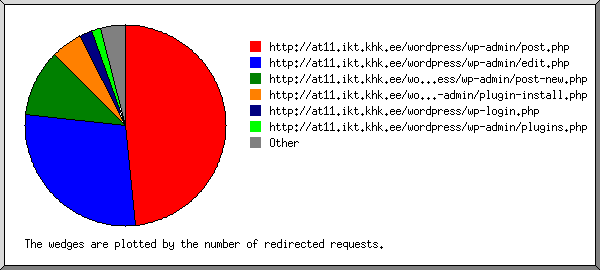 http://at11.ikt.khk.ee/wordpress/wp-admin/post.php
http://at11.ikt.khk.ee/wordpress/wp-admin/edit.php
http://at11.ikt.khk.ee/wo...ess/wp-admin/post-new.php
http://at11.ikt.khk.ee/wo...-admin/plugin-install.php
http://at11.ikt.khk.ee/wordpress/wp-login.php
http://at11.ikt.khk.ee/wordpress/wp-admin/plugins.php
Other
The wedges are plotted by the number of redirected requests.